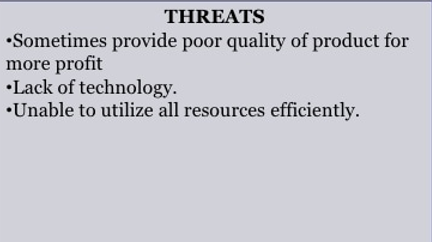 THREATS
•Sometimes provide poor quality of product for
more profit
•Lack of technology.
•Unable to utilize all resources efficiently.